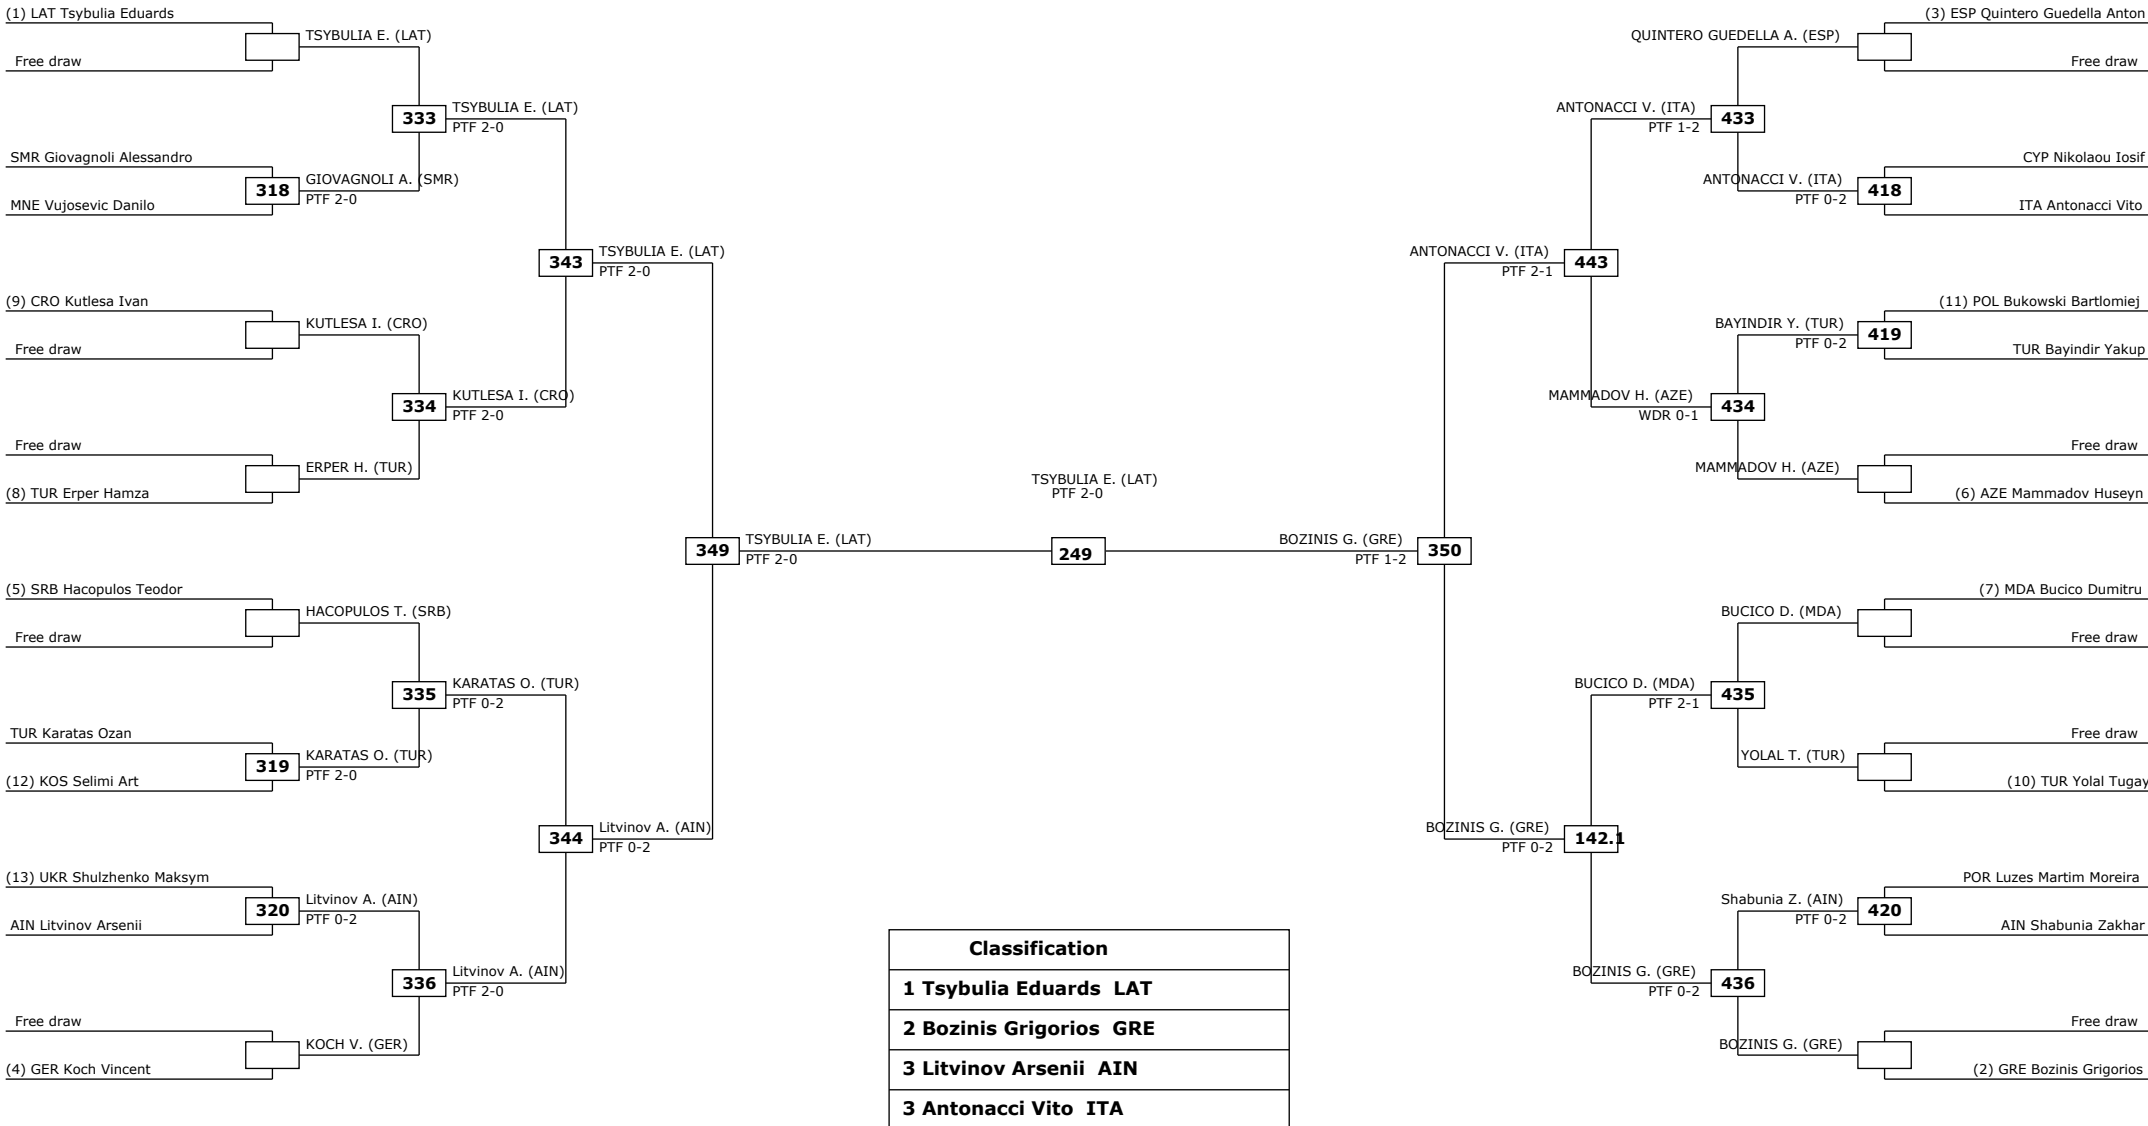 (1) LAT Tsybulia Eduards
TSYBULIA E. (LAT)
Free draw
333
TSYBULIA E. (LAT)
PTF 2-0
SMR Giovagnoli Alessandro
318
GIOVAGNOLI A. (SMR)
PTF 2-0
MNE Vujosevic Danilo
343
TSYBULIA E. (LAT)
PTF 2-0
(9) CRO Kutlesa Ivan
KUTLESA I. (CRO)
Free draw
334
KUTLESA I. (CRO)
PTF 2-0
Free draw
ERPER H. (TUR)
(8) TUR Erper Hamza
349
TSYBULIA E. (LAT)
PTF 2-0
(5) SRB Hacopulos Teodor
HACOPULOS T. (SRB)
Free draw
335
KARATAS O. (TUR)
PTF 0-2
TUR Karatas Ozan
319
KARATAS O. (TUR)
PTF 2-0
(12) KOS Selimi Art
344
Litvinov A. (AIN)
PTF 0-2
(13) UKR Shulzhenko Maksym
320
Litvinov A. (AIN)
PTF 0-2
AIN Litvinov Arsenii
336
Litvinov A. (AIN)
PTF 2-0
Free draw
KOCH V. (GER)
(4) GER Koch Vincent
TSYBULIA E. (LAT)
PTF 2-0
249
(3) ESP Quintero Guedella Anton
QUINTERO GUEDELLA A. (ESP)
Free draw
ANTONACCI V. (ITA)
PTF 1-2
433
CYP Nikolaou Iosif
ANTONACCI V. (ITA)
PTF 0-2
418
ITA Antonacci Vito
ANTONACCI V. (ITA)
PTF 2-1
443
(11) POL Bukowski Bartlomiej
BAYINDIR Y. (TUR)
PTF 0-2
419
TUR Bayindir Yakup
MAMMADOV H. (AZE)
WDR 0-1
434
Free draw
MAMMADOV H. (AZE)
(6) AZE Mammadov Huseyn
BOZINIS G. (GRE)
PTF 1-2
350
(7) MDA Bucico Dumitru
BUCICO D. (MDA)
Free draw
BUCICO D. (MDA)
PTF 2-1
435
Free draw
YOLAL T. (TUR)
(10) TUR Yolal Tugay
BOZINIS G. (GRE)
PTF 0-2
142.1
POR Luzes Martim Moreira
Shabunia Z. (AIN)
PTF 0-2
420
AIN Shabunia Zakhar
BOZINIS G. (GRE)
PTF 0-2
436
Free draw
BOZINIS G. (GRE)
(2) GRE Bozinis Grigorios
Classification
1 Tsybulia Eduards LAT
2 Bozinis Grigorios GRE
3 Litvinov Arsenii AIN
3 Antonacci Vito ITA